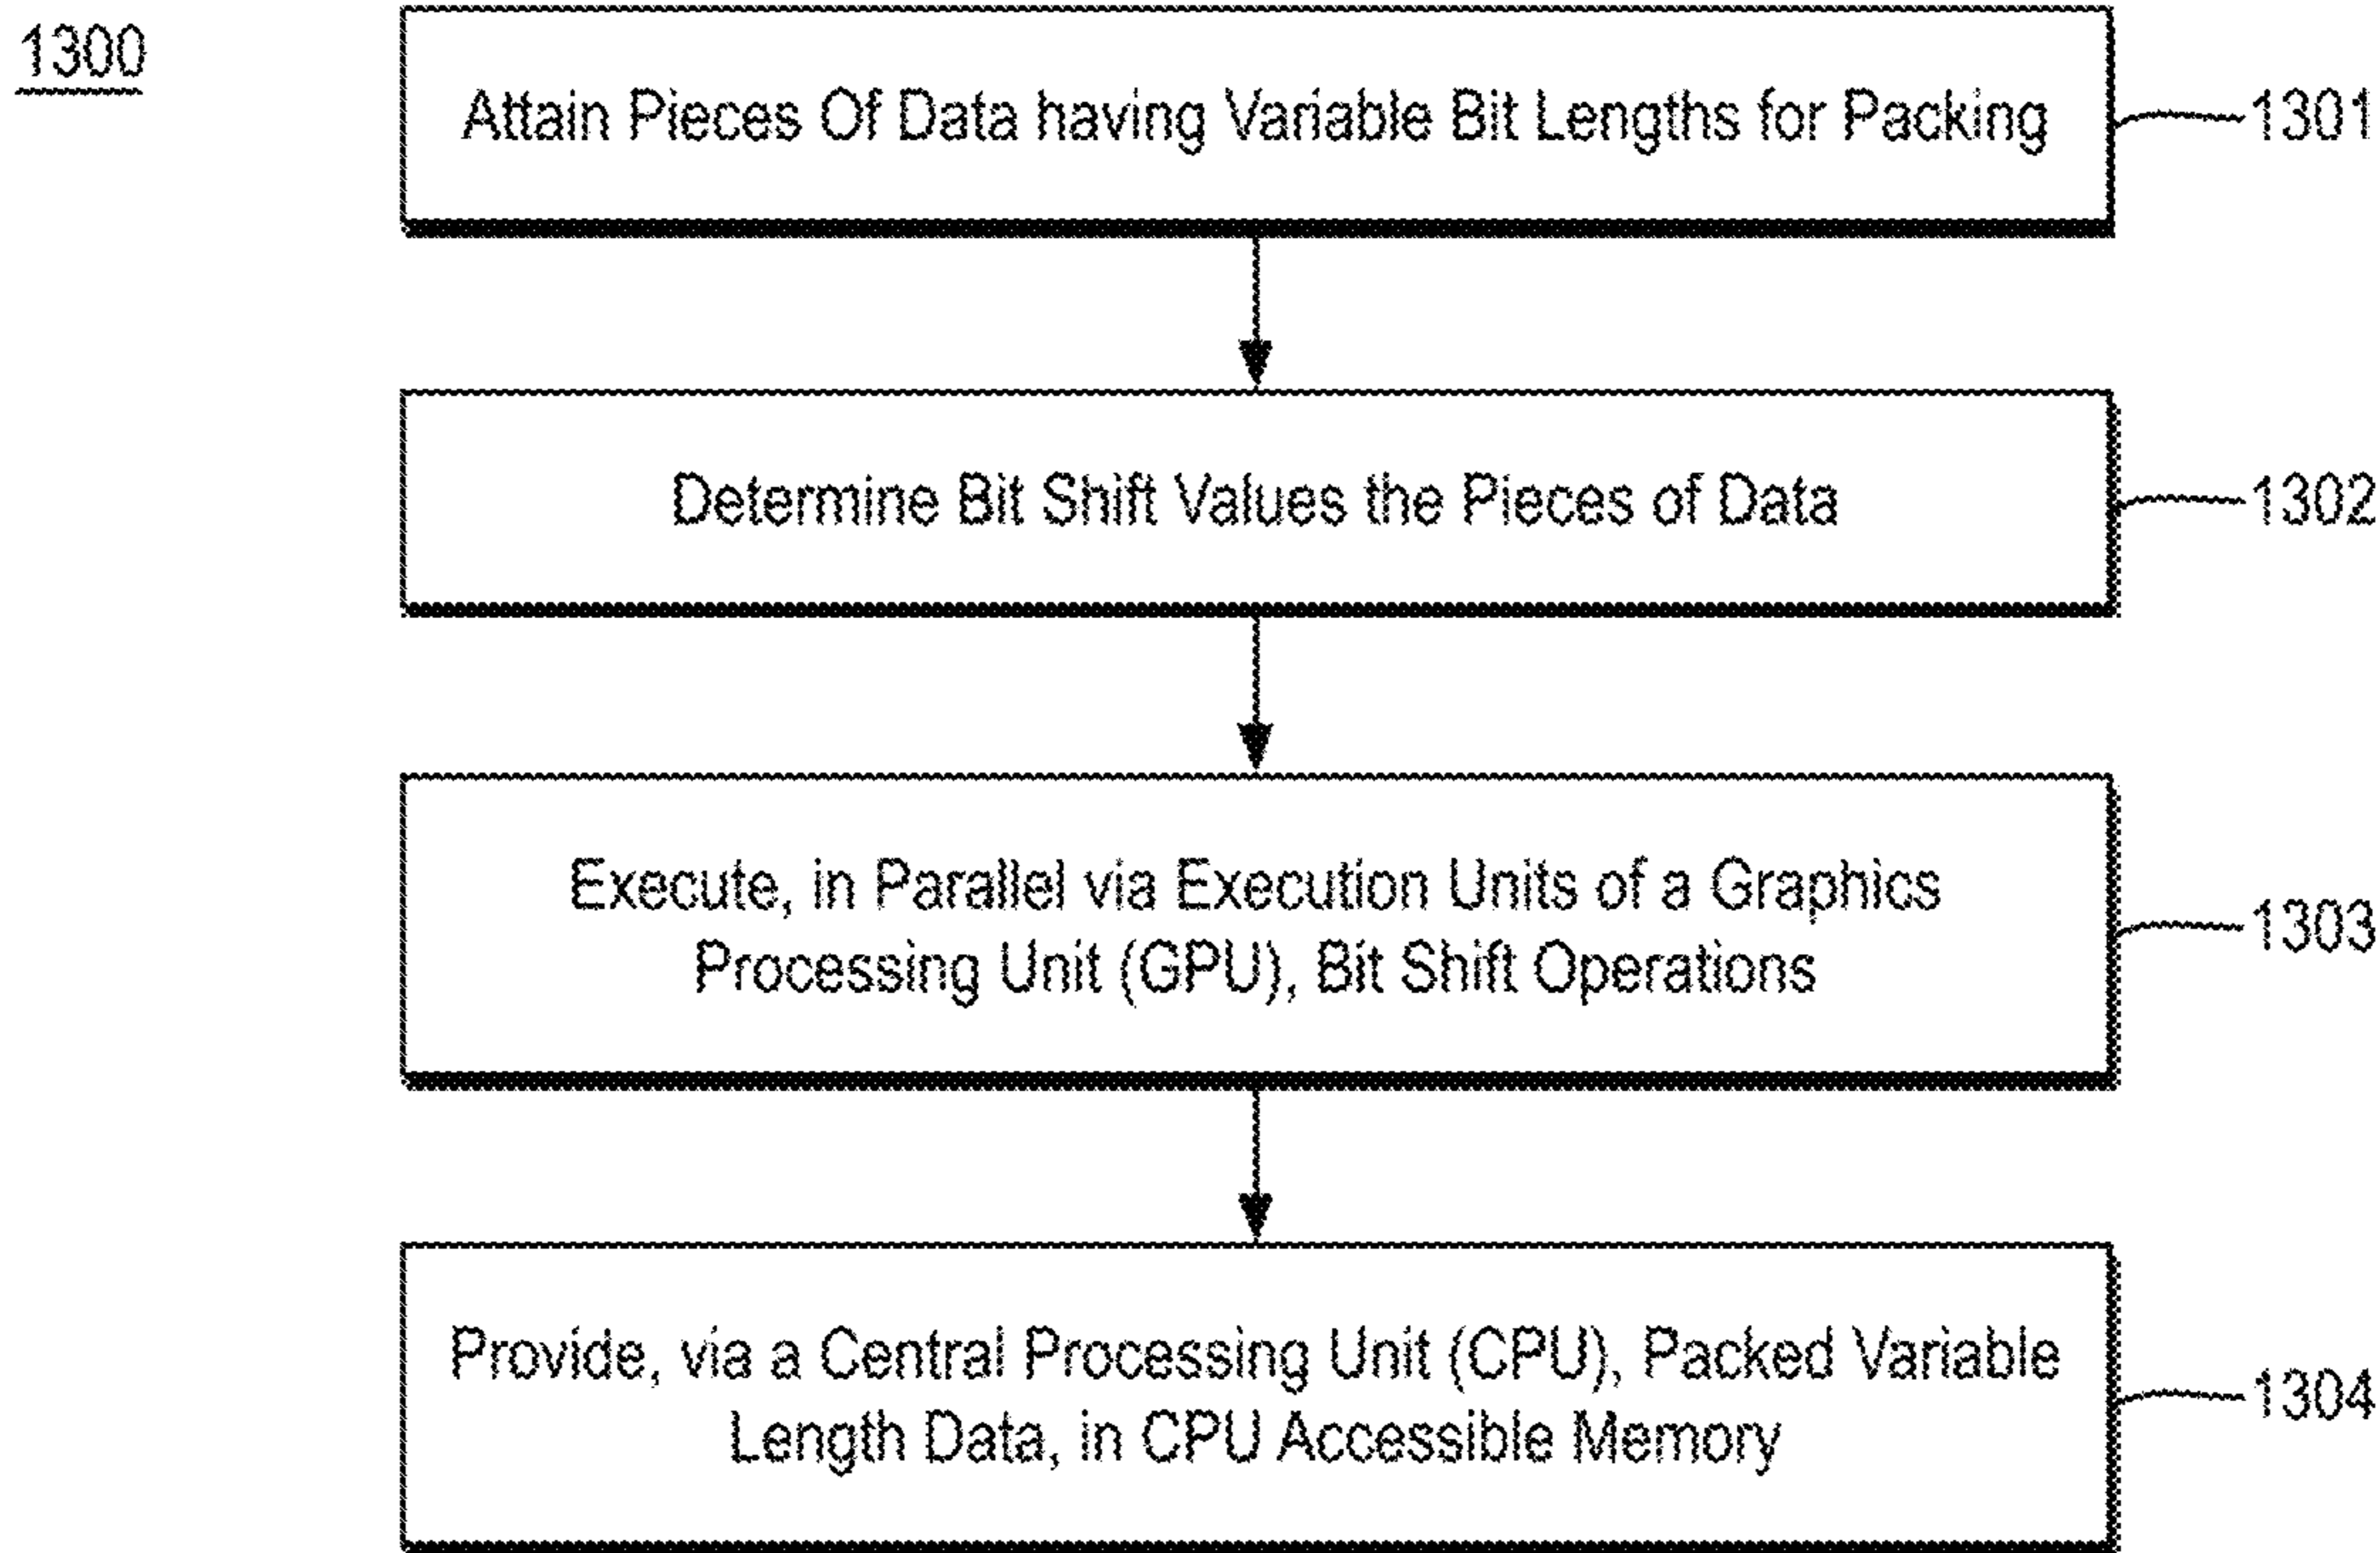 1300
Attain Pieces Of Data having Variable Bit Lengths for Packing
1301
Determine Bit Shift Values the Pieces of Data
1302
Execute, in Parallel via Execution Units of a Graphics
Processing Unit (GPU), Bit Shift Operations
1303
Provide, via a Central Processing Unit (CPU), Packed Variable
Length Data, in CPU Accessible Memory
1304